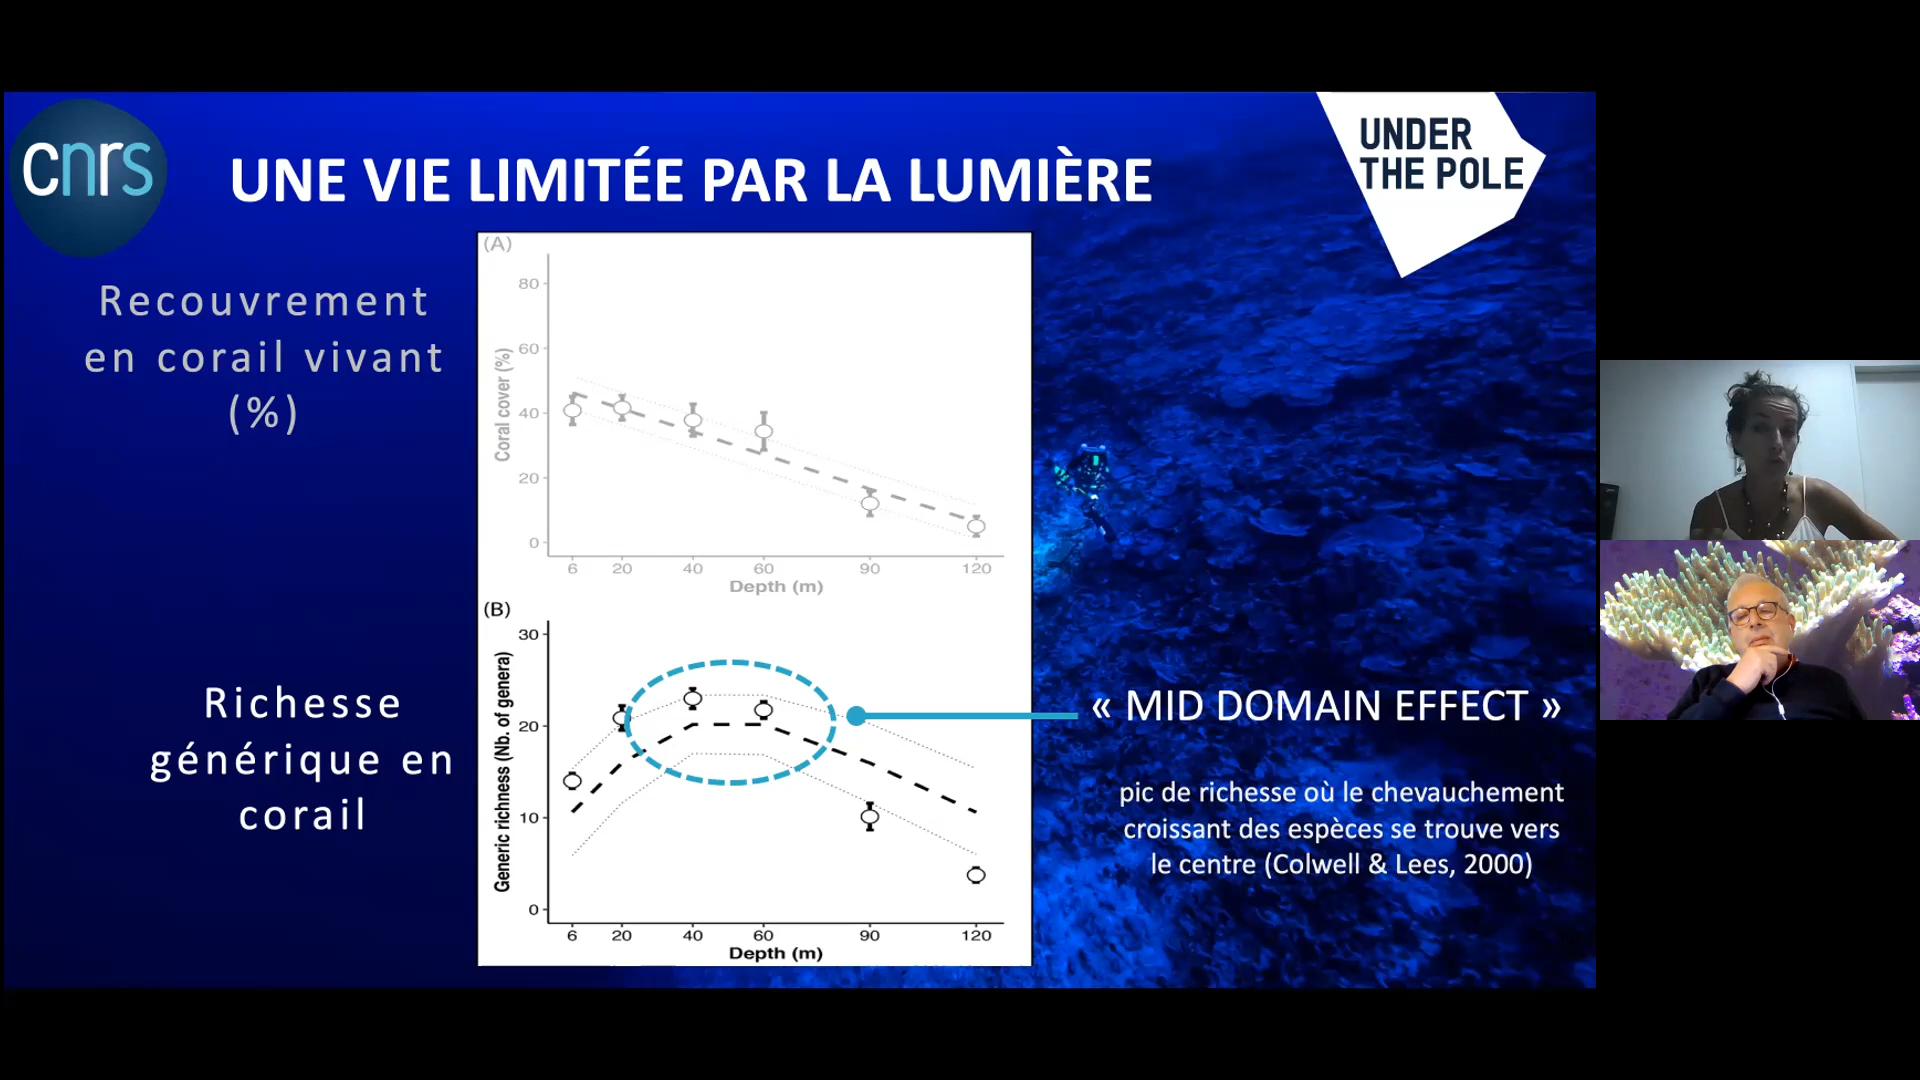 cnrs
UNE VIE LIMITÉE PAR LA LUMIÈRE
UNDER
THE POLE
Recouvrement
en corail vivant
(%)
(A)
80
60
40
20
0
Coral cover (%)
6 20 40 60 90 120
Depth (m)
Richesse
générique en
corail
(B)
30
20
10
0
Generic richness (Nb. of genera)
6 20 40 60 90 120
Depth (m)
« MID DOMAIN EFFECT »
pic de richesse où le chevauchement
croissant des espèces se trouve vers
le centre (Colwell & Lees, 2000)